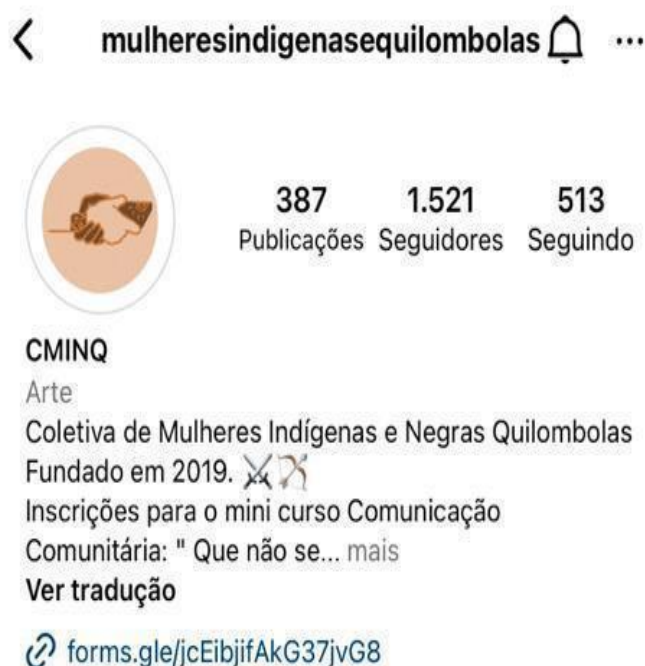 mulheresindigenasequilombolas
387 1.521 513
Publicações Seguidores Seguindo
CMINQ
Arte
Coletiva de Mulheres Indígenas e Negras Quilombolas
Fundado em 2019. ⚔️🏹
Inscrições para o mini curso Comunicação
Comunitária: " Que não se... mais
Ver tradução
forms.gle/jcEibjifAkG37jvG8